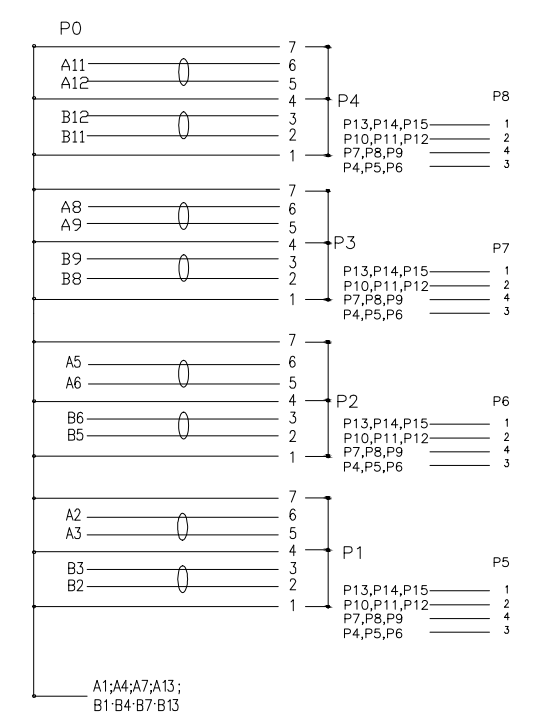 P0
7
A11 6
A12 5
4 P4
B12 3
B11 2
1
P8
P13,P14,P15 1
P10,P11,P12 2
P7,P8,P9 4
P4,P5,P6 3
7
A8 6
A9 5
4 P3
B9 3
B8 2
1
P7
P13,P14,P15 1
P10,P11,P12 2
P7,P8,P9 4
P4,P5,P6 3
7
A5 6
A6 5
4 P2
B6 3
B5 2
1
P6
P13,P14,P15 1
P10,P11,P12 2
P7,P8,P9 4
P4,P5,P6 3
7
A2 6
A3 5
4 P1
B3 3
B2 2
1
P5
P13,P14,P15 1
P10,P11,P12 2
P7,P8,P9 4
P4,P5,P6 3
A1;A4;A7;A13;
B1·B4·B7·B13